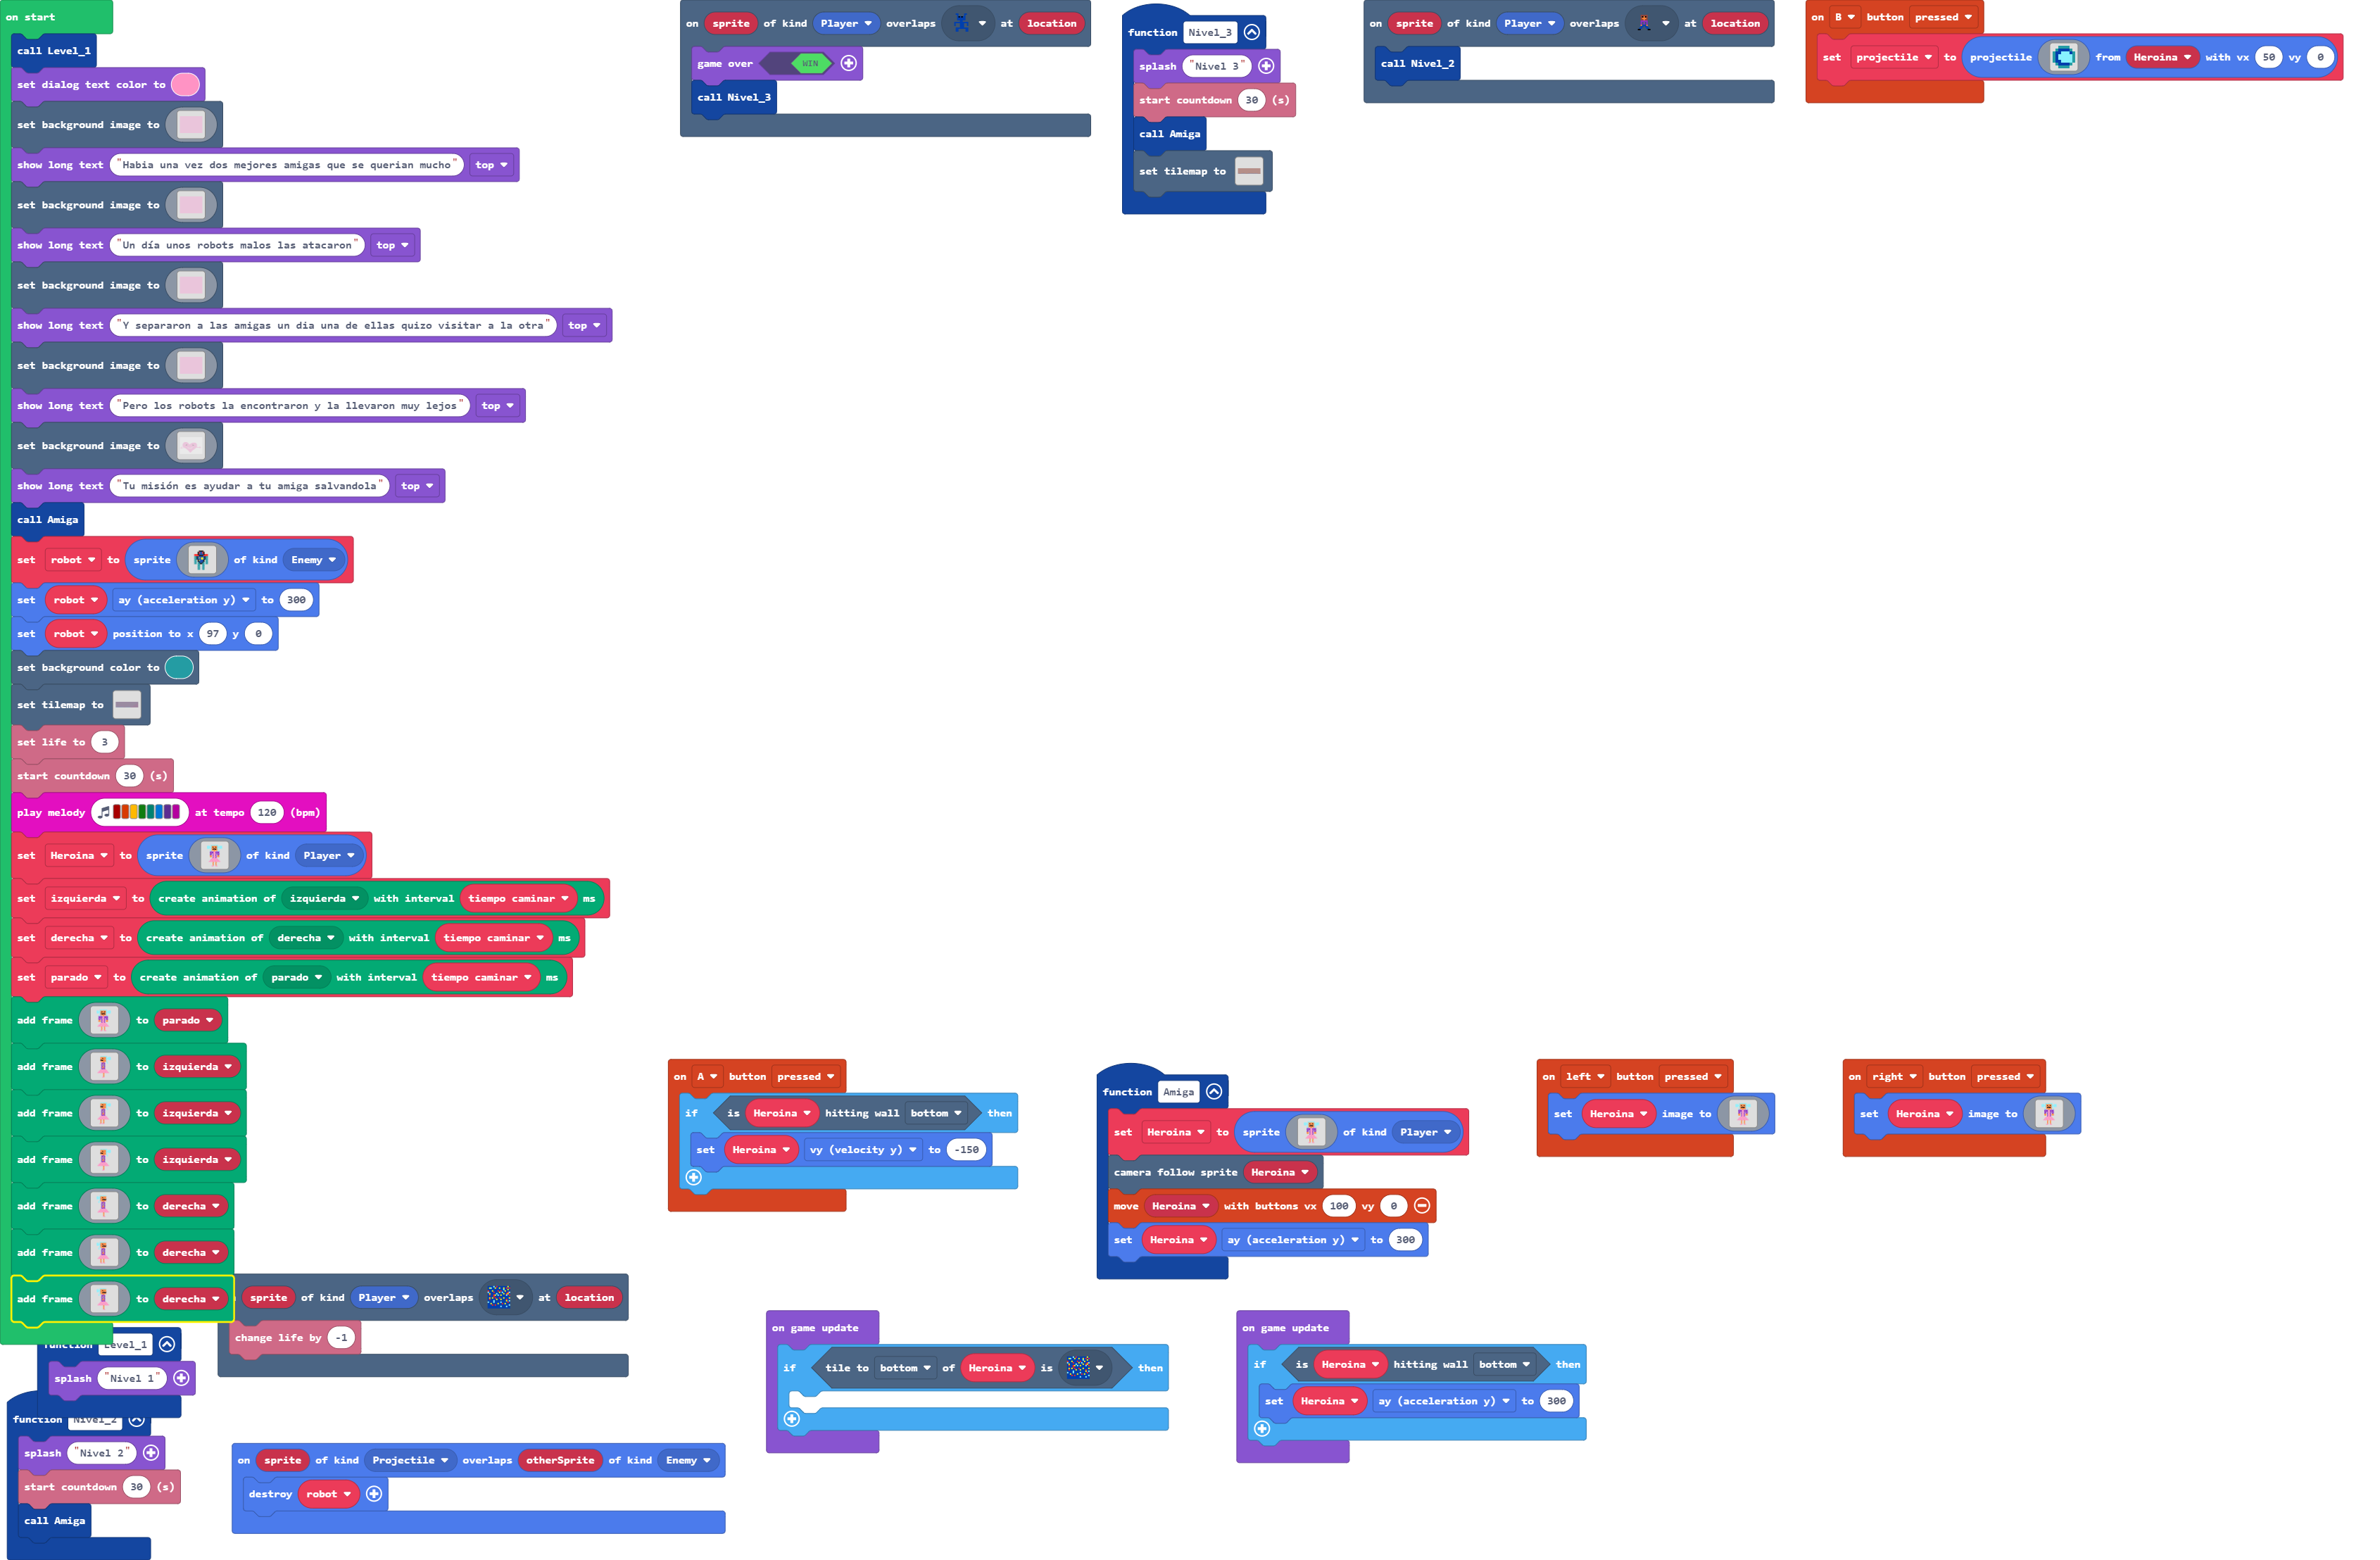 on start
call Level_1
set dialog text color to
set background image to
show long text "Habia una vez dos mejores amigas que se querian mucho" top
set background image to
show long text "Un día unos robots malos las atacaron" top
set background image to
show long text "Y separaron a las amigas un dia una de ellas quizo visitar a la otra" top
set background image to
show long text "Pero los robots la encontraron y la llevaron muy lejos" top
set background image to
show long text "Tu misión es ayudar a tu amiga salvandola" top
call Amiga
set robot to sprite of kind Enemy
set robot ay (acceleration y) to 300
set robot position to x 97 y 0
set background color to
set tilemap to
set life to 3
start countdown 30 (s)
play melody at tempo 120 (bpm)
set Heroina to sprite of kind Player
set izquierda to create animation of izquierda with interval tiempo caminar ms
set derecha to create animation of derecha with interval tiempo caminar ms
set parado to create animation of parado with interval tiempo caminar ms
add frame to parado
add frame to izquierda
add frame to izquierda
add frame to izquierda
add frame to derecha
add frame to derecha
add frame to derecha
on sprite of kind Player overlaps at location
game over WIN
call Nivel_3
function Nivel_3
splash "Nivel 3"
start countdown 30 (s)
call Amiga
set tilemap to
on sprite of kind Player overlaps at location
call Nivel_2
on B button pressed
set projectile to projectile from Heroina with vx 50 vy 0
on A button pressed
if is Heroina hitting wall bottom then
set Heroina vy (velocity y) to -150
function Amiga
set Heroina to sprite of kind Player
camera follow sprite Heroina
move Heroina with buttons vx 100 vy 0
set Heroina ay (acceleration y) to 300
on left button pressed
set Heroina image to
on right button pressed
set Heroina image to
sprite of kind Player overlaps at location
change life by -1
function Level_1
splash "Nivel 1"
function Nivel_2
splash "Nivel 2"
start countdown 30 (s)
call Amiga
on sprite of kind Projectile overlaps otherSprite of kind Enemy
destroy robot
on game update
if tile to bottom of Heroina is then
on game update
if is Heroina hitting wall bottom then
set Heroina ay (acceleration y) to 300